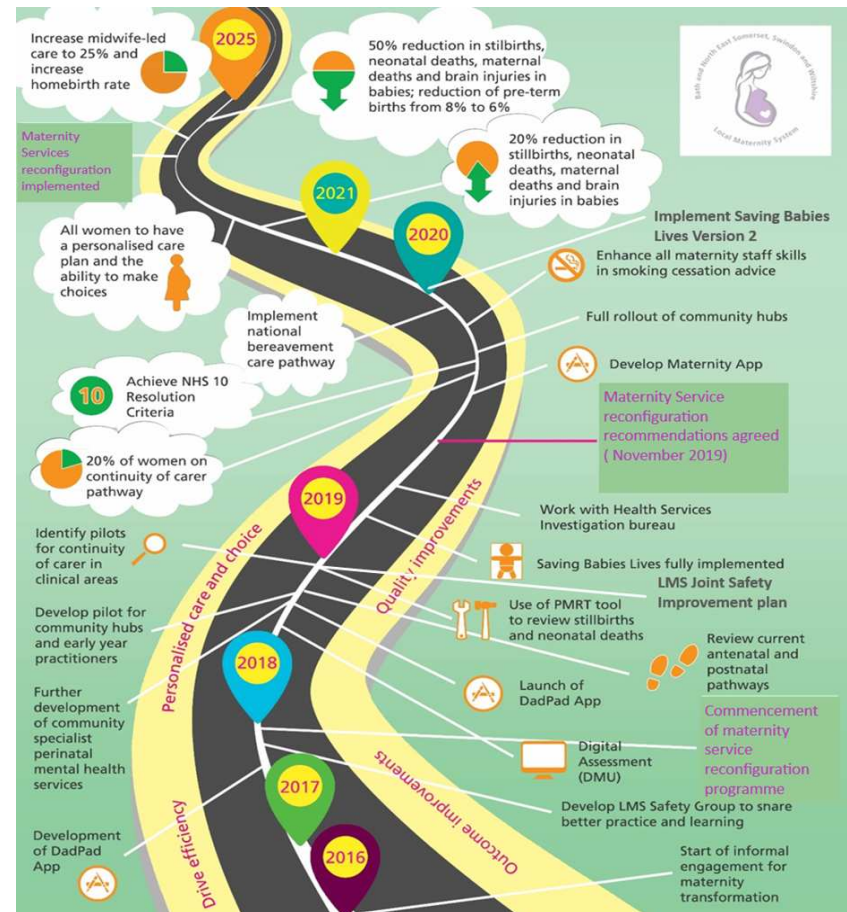 Increase midwife-led
care to 25% and
increase
homebirth rate
2025
50% reduction in stilbirths,
neonatal deaths, maternal
deaths and brain injuries in
babies; reduction of pre-term
births from 8% to 6%
Bath and North East Somerset, Swindon and Wiltshire
Local Maternity System
Maternity
Services
reconfiguration
implemented
20% reduction in
stillbirths, neonatal
deaths, maternal
deaths and brain
injuries in babies
2021
2020
Implement Saving Babies
Lives Version 2
All women to have
a personalised care
plan and the
ability to make
choices
Enhance all maternity staff skills
in smoking cessation advice
Implement
national
bereavement
care pathway
Full rollout of community hubs
Develop Maternity App
10
Achieve NHS 10
Resolution
Criteria
Maternity Service
reconfiguration
recommendations agreed
( November 2019)
20% of women on
continuity of carer
pathway
2019
Quality improvements
Personalised care and choice
Work with Health Services
Investigation bureau
Identify pilots
for continuity
of carer in
clinical areas
Saving Babies Lives fully implemented
LMS Joint Safety
Improvement plan
Use of PMRT tool
to review stillbirths
and neonatal deaths
Develop pilot for
community hubs
and early year
practitioners
Review current
antenatal and
postnatal
pathways
2018
Launch of
DadPad App
Further
development
of community
specialist
perinatal
mental health
services
Commencement
of maternity
service
reconfiguration
programme
Digital
Assessment
(DMU)
2017
Outcome improvements
Develop LMS Safety Group to share
better practice and learning
Drive efficiency
Development
of DadPad
App
2016
Start of informal
engagement for
maternity
transformation